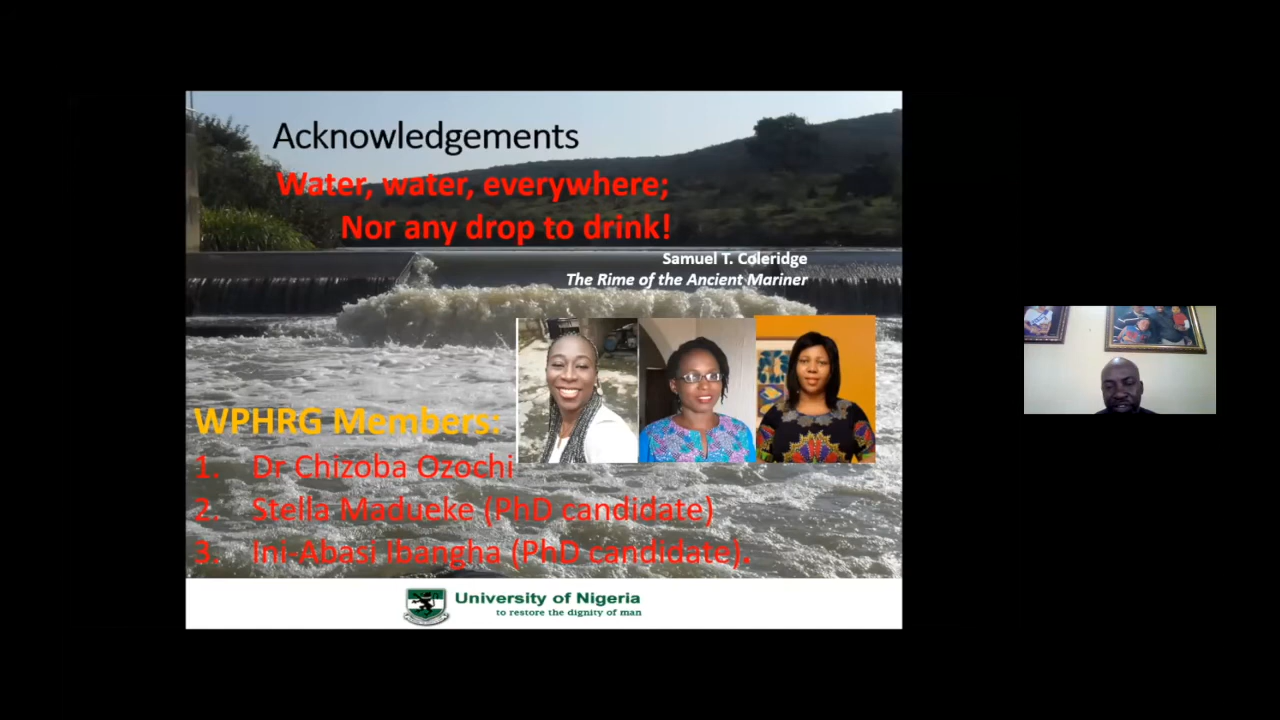 Acknowledgements
Water, water, everywhere;
Nor any drop to drink!
Samuel T. Coleridge
The Rime of the Ancient Mariner
WPHRG Members:
1. Dr Chizoba Ozochi
2. Stella Madueke (PhD candidate)
3. Ini-Abasi Ibangha (PhD candidate).
University of Nigeria
to restore the dignity of man